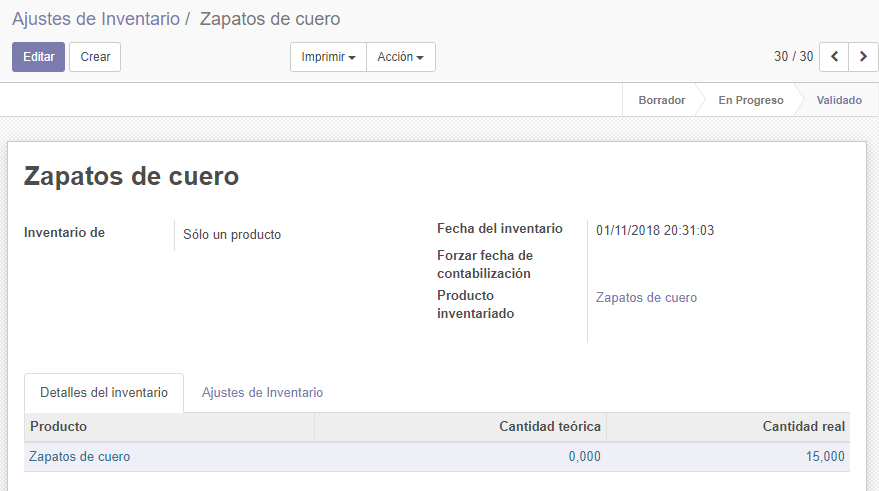 Ajustes de Inventario / Zapatos de cuero
Editar Crear Imprimir Acción 30 / 30
Borrador En Progreso Validado
Zapatos de cuero
Inventario de Sólo un producto
Fecha del inventario 01/11/2018 20:31:03
Forzar fecha de
contabilización
Producto Zapatos de cuero
inventariado
Detalles del inventario Ajustes de Inventario
Producto Cantidad teórica Cantidad real
Zapatos de cuero 0,000 15,000